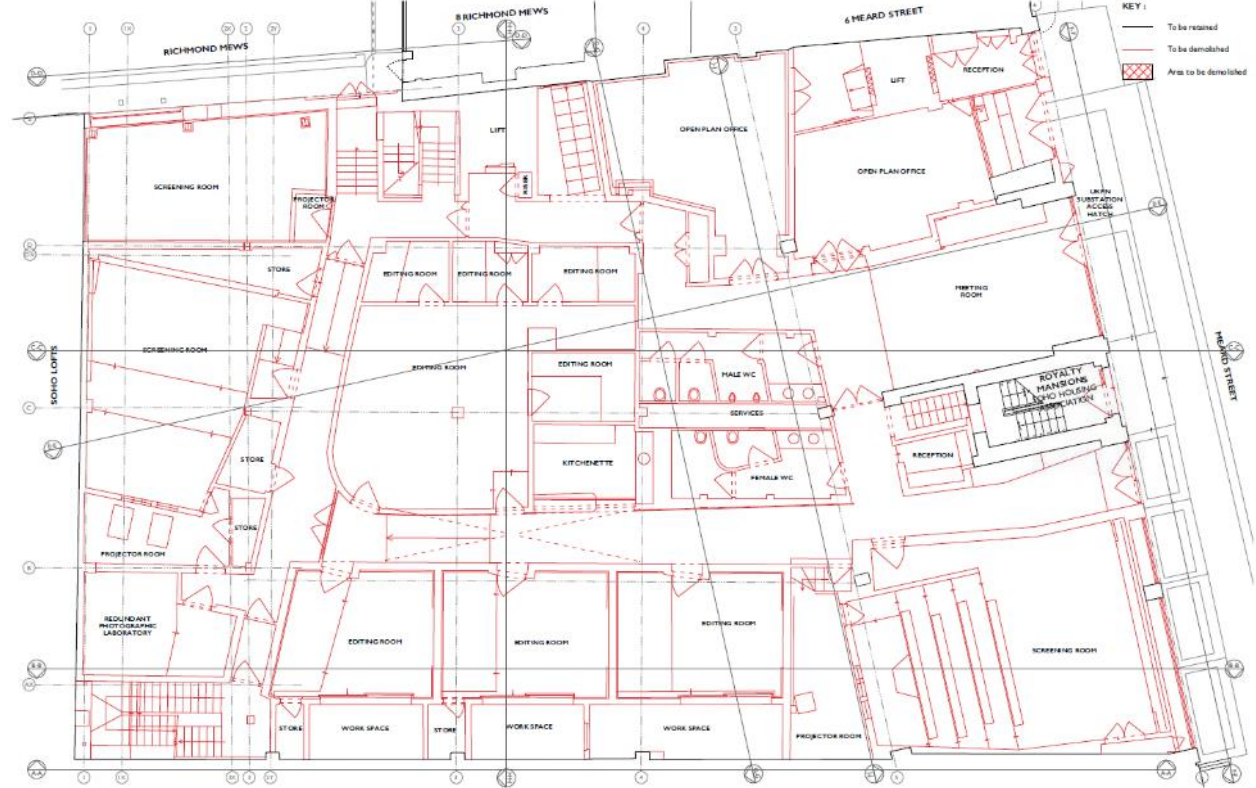 8 RICHMOND MEWS
6 MEARD STREET
KEY :
To be retained
To be demolished
Area to be demolished
RICHMOND MEWS
LIFT
RECEPTION
LIFT
OPEN PLAN OFFICE
OPEN PLAN OFFICE
SCREENING ROOM
RISER
PROJECTOR
ROOM
UKPN
SUBSTATION
ACCESS
HATCH
STORE
EDITING ROOM
EDITING ROOM
EDITING ROOM
MEETING
ROOM
SCREENING ROOM
EDITING ROOM
EDITING ROOM
MALE WC
SOHO LOFTS
MEARD STREET
ROYALTY
MANSIONS
SOHO HOUSING
ASSOCIATION
SERVICES
STORE
KITCHENETTE
FEMALE WC
RECEPTION
STORE
PROJECTOR ROOM
REDUNDANT
PHOTOGRAPHIC
LABORATORY
EDITING ROOM
EDITING ROOM
EDITING ROOM
SCREENING ROOM
STORE
WORK SPACE
STORE
WORK SPACE
WORK SPACE
PROJECTOR ROOM
C-C
C-C
B-B
B-B
A-A
A-A